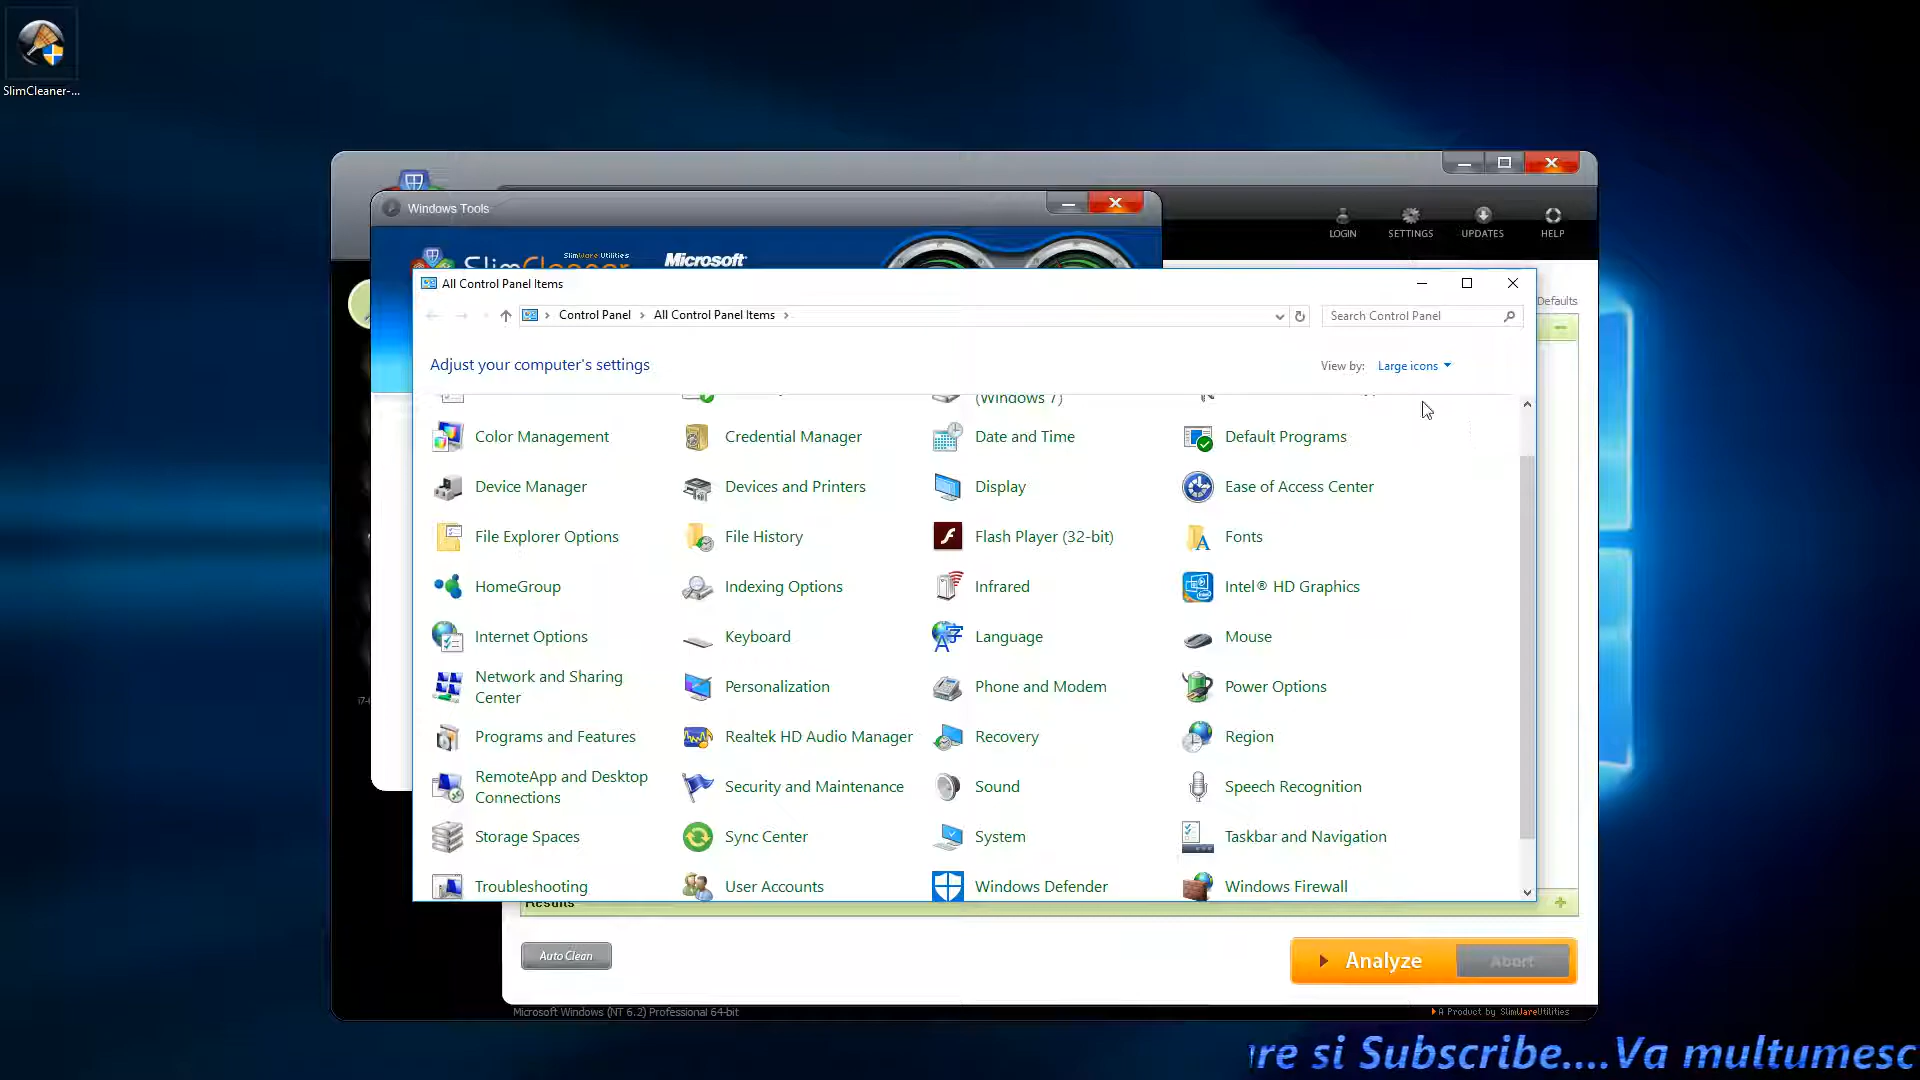 SlimCleaner-...
Windows Tools
LOGIN
SETTINGS
UPDATES
HELP
SlimWare Utilities
Microsoft
SlimCleaner
All Control Panel Items
Defaults
Control Panel > All Control Panel Items >
Search Control Panel
Adjust your computer's settings
View by: Large icons
(Windows 7)
Color Management
Credential Manager
Date and Time
Default Programs
Device Manager
Devices and Printers
Display
Ease of Access Center
File Explorer Options
File History
Flash Player (32-bit)
Fonts
HomeGroup
Indexing Options
Infrared
Intel® HD Graphics
Internet Options
Keyboard
Language
Mouse
Network and Sharing
Center
Personalization
Phone and Modem
Power Options
Programs and Features
Realtek HD Audio Manager
Recovery
Region
RemoteApp and Desktop
Connections
Security and Maintenance
Sound
Speech Recognition
Storage Spaces
Sync Center
System
Taskbar and Navigation
Troubleshooting
User Accounts
Windows Defender
Windows Firewall
Results
Auto Clean
Analyze
Abort
Microsoft Windows (NT 6.2) Professional 64-bit
A Product by SlimWareUtilities
re si Subscribe....Va multumesc